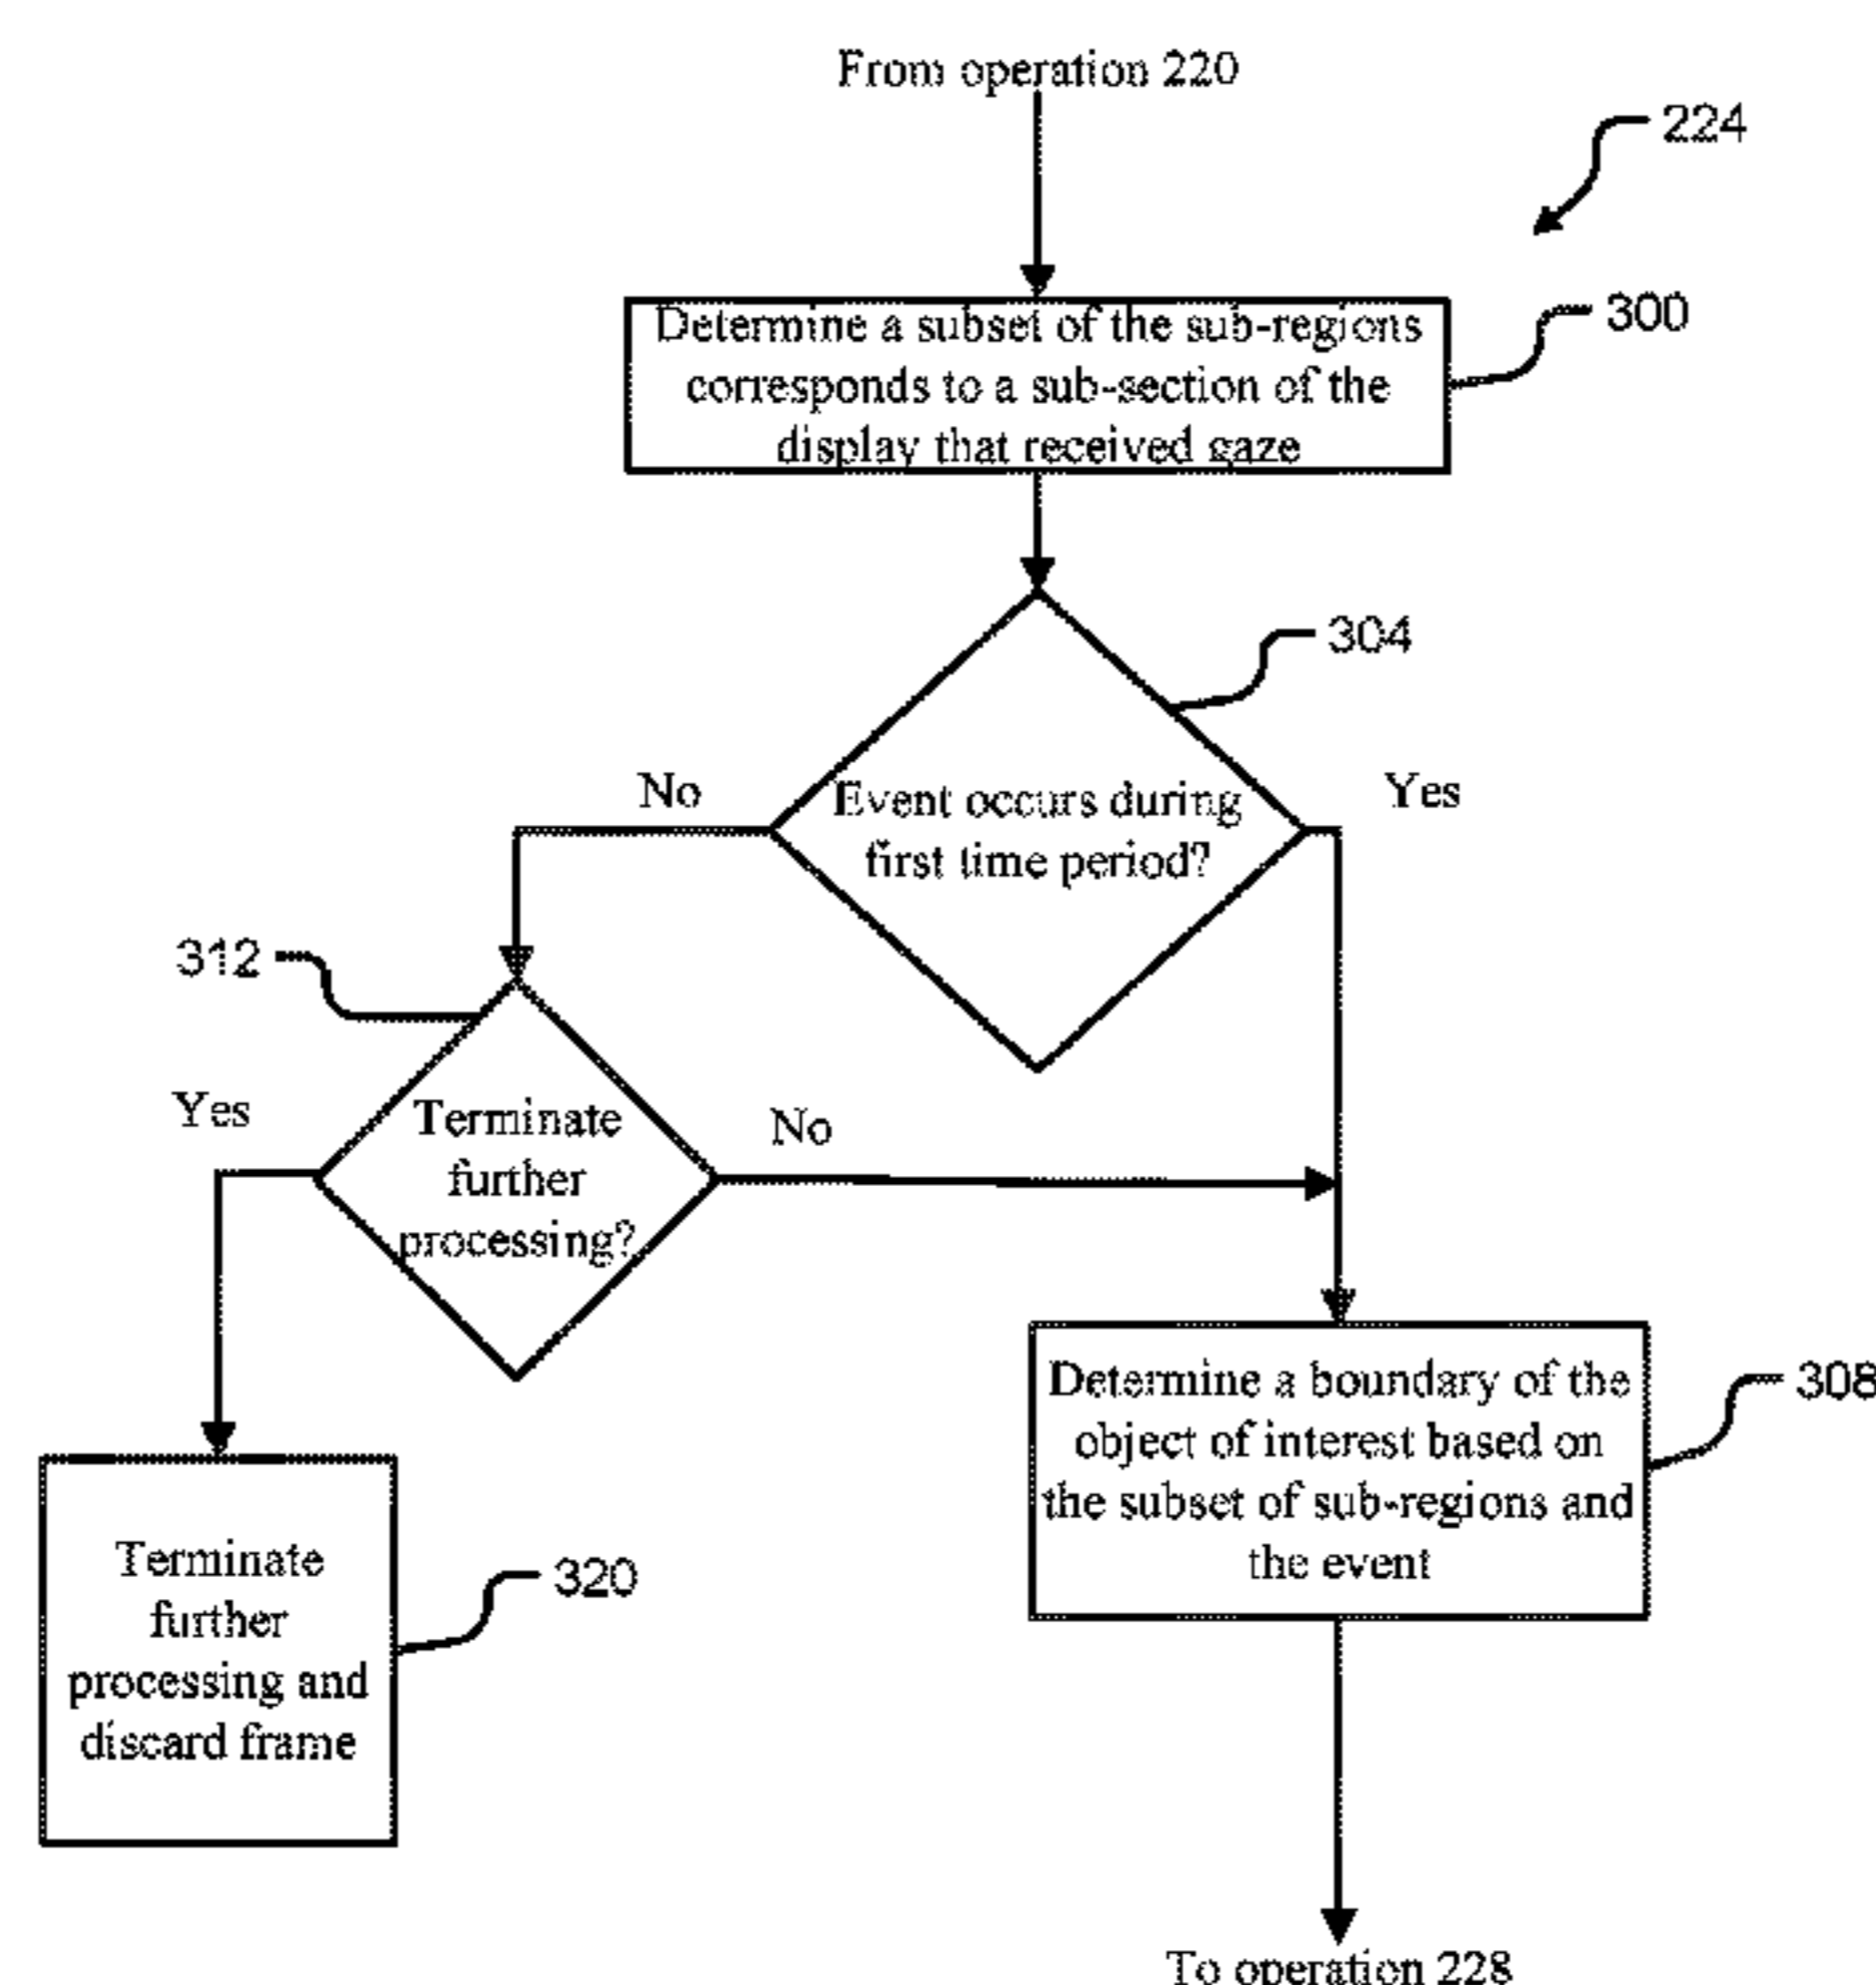 From operation 220
224
Determine a subset of the sub-regions
corresponds to a sub-section of the
display that received gaze
300
304
No
Event occurs during
first time period?
Yes
312
Yes
Terminate
further
processing?
No
Determine a boundary of the
object of interest based on
the subset of sub-regions and
the event
308
Terminate
further
processing and
discard frame
320
To operation 228